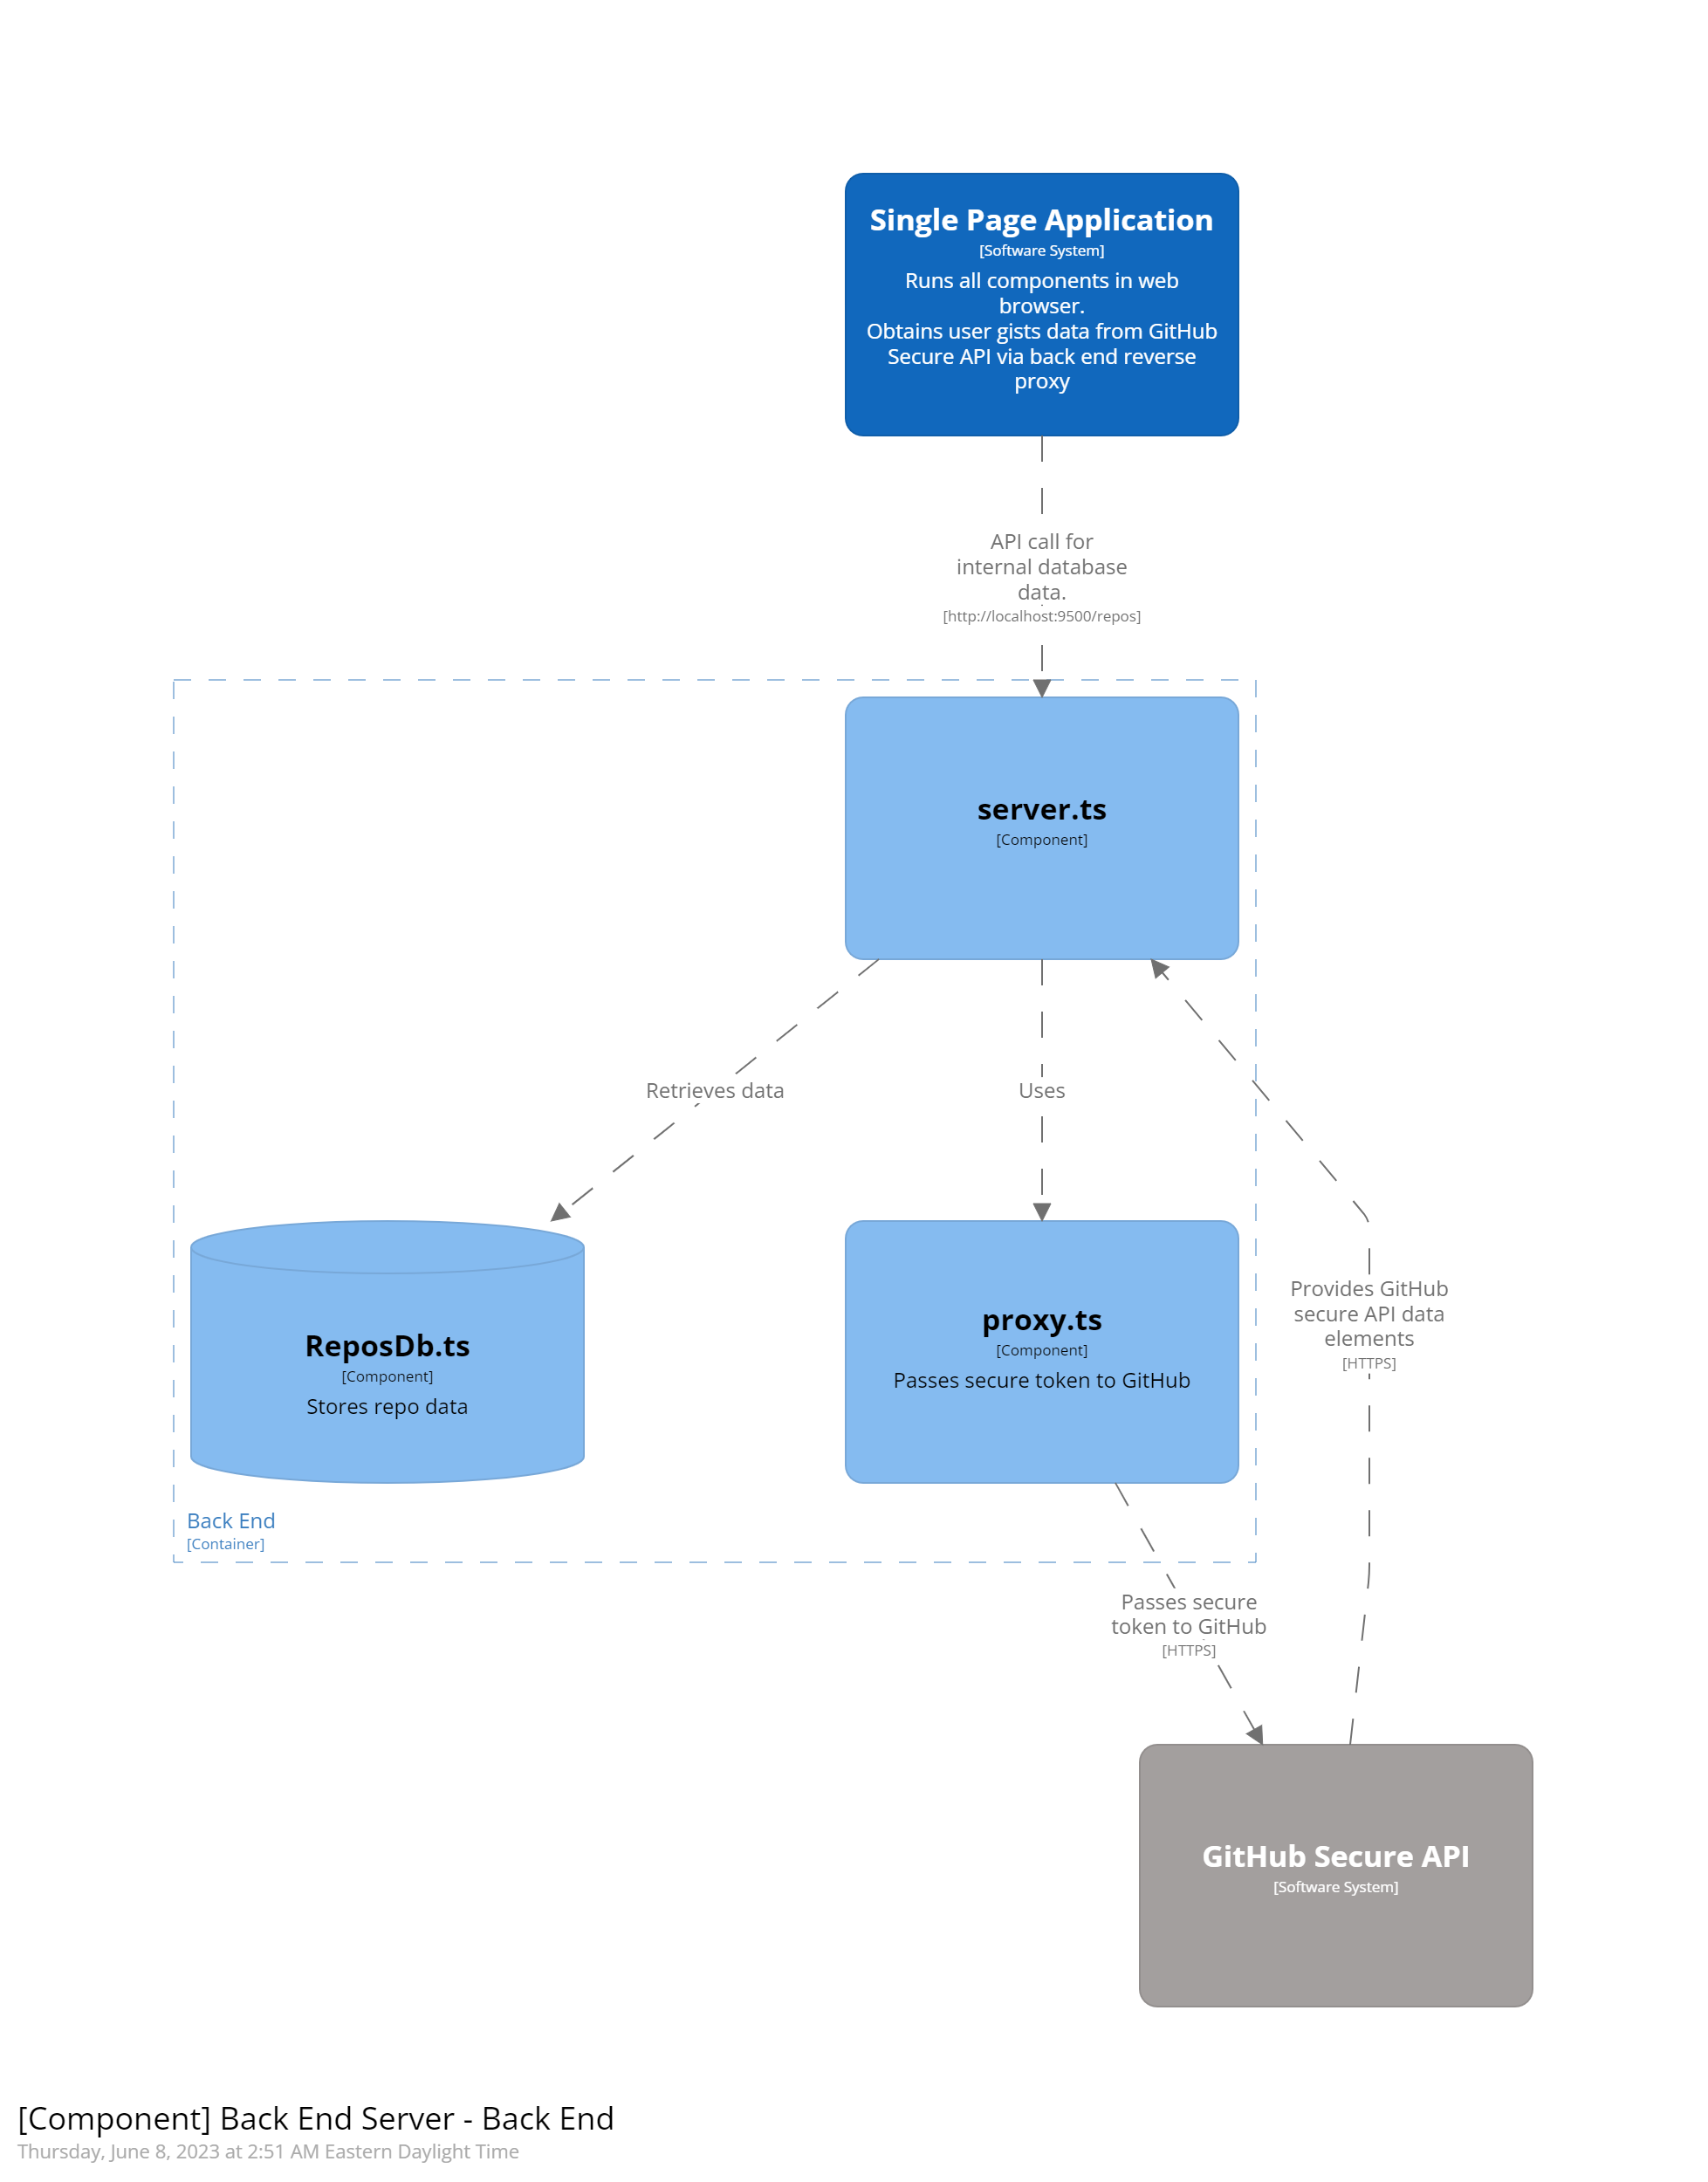 Single Page Application
[Software System]
Runs all components in web
browser.
Obtains user gists data from GitHub
Secure API via back end reverse
proxy
API call for
internal database
data.
[http://localhost:9500/repos]
server.ts
[Component]
Retrieves data
Uses
ReposDb.ts
[Component]
Stores repo data
proxy.ts
[Component]
Passes secure token to GitHub
Provides GitHub
secure API data
elements
[HTTPS]
Back End
[Container]
Passes secure
token to GitHub
[HTTPS]
GitHub Secure API
[Software System]
[Component] Back End Server - Back End
Thursday, June 8, 2023 at 2:51 AM Eastern Daylight Time